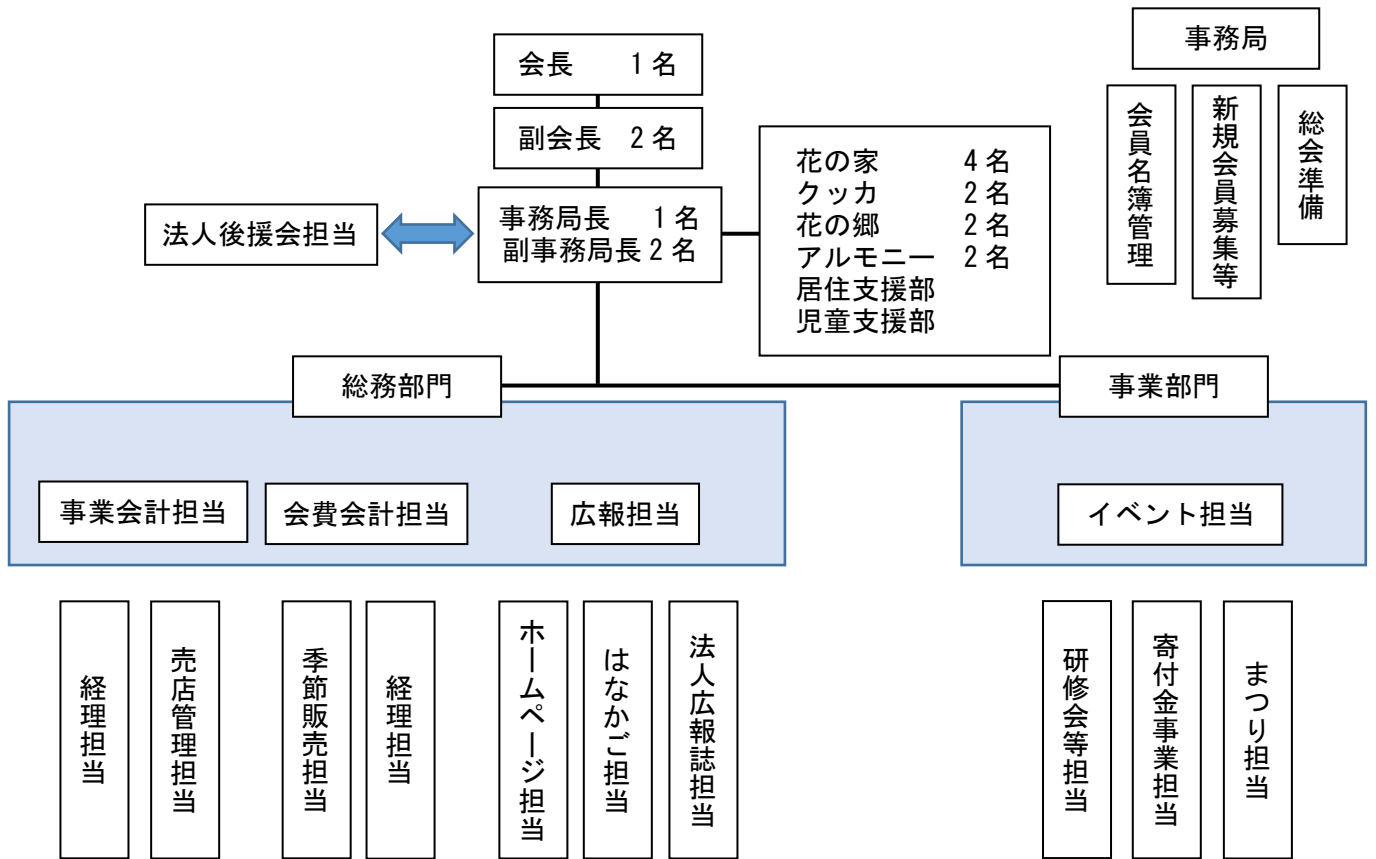 会長　1名
副会長　2名
事務局長　1名
副事務局長2名
法人後援会担当
花の家　4名
クッカ　2名
花の郷　2名
アルモニー　2名
居住支援部
児童支援部
事務局
会員名簿管理
新規会員募集等
総会準備
総務部門
事業部門
事業会計担当
会費会計担当
広報担当
イベント担当
経理担当
売店管理担当
季節販売担当
経理担当
ホームページ担当
はなかご担当
法人広報誌担当
研修会等担当
寄付金事業担当
まつり担当